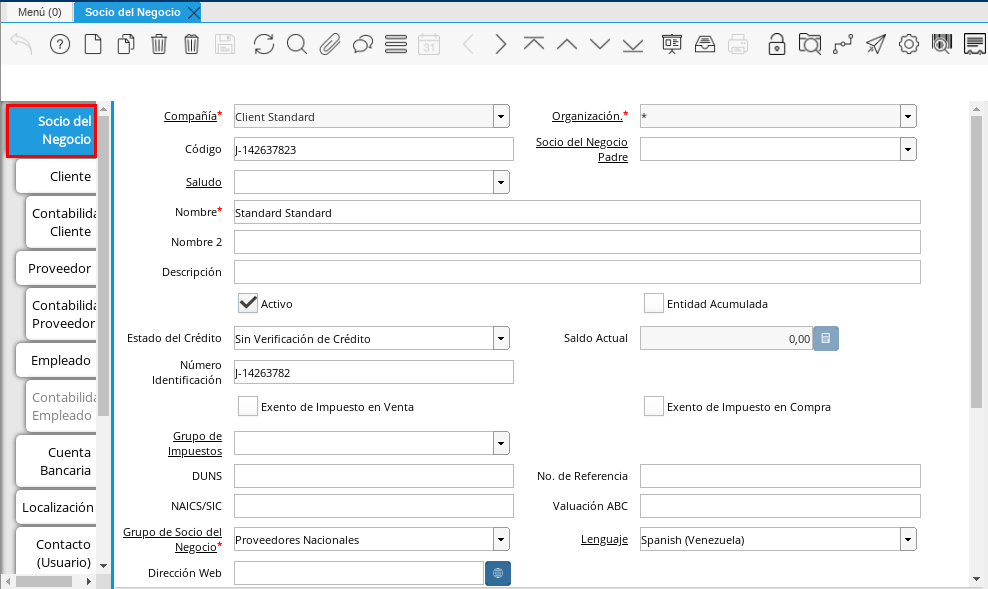 Menú (0)
Socio del Negocio
31
Socio del
Negocio
Cliente
Contabilida
Cliente
Proveedor
Contabilida
Proveedor
Empleado
Contabilida
Empleado
Cuenta
Bancaria
Localización
Contacto
(Usuario)
Compañía* Client Standard Organización.* *
Código J-142637823 Socio del Negocio
Padre
Saludo
Nombre* Standard Standard
Nombre 2
Descripción
Activo Entidad Acumulada
Estado del Crédito Sin Verificación de Crédito Saldo Actual 0,00
Número
Identificación J-14263782
Exento de Impuesto en Venta Exento de Impuesto en Compra
Grupo de
Impuestos
DUNS No. de Referencia
NAICS/SIC Valuación ABC
Grupo de Socio del
Negocio* Proveedores Nacionales Lenguaje Spanish (Venezuela)
Dirección Web